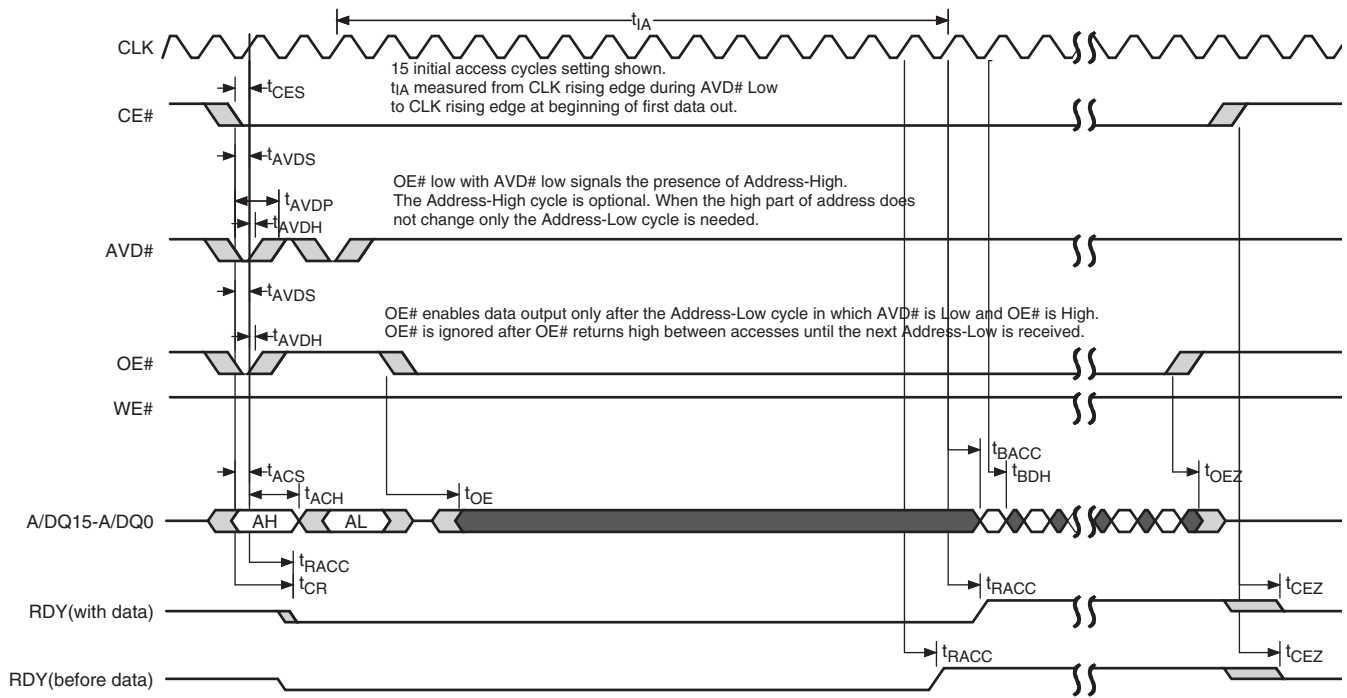 tIA
CLK
15 initial access cycles setting shown.
tIA measured from CLK rising edge during AVD# Low
to CLK rising edge at beginning of first data out.
tCES
CE#
tAVDS
OE# low with AVD# low signals the presence of Address-High.
The Address-High cycle is optional. When the high part of address does
not change only the Address-Low cycle is needed.
tAVDP
tAVDH
AVD#
tAVDS
OE# enables data output only after the Address-Low cycle in which AVD# is Low and OE# is High.
OE# is ignored after OE# returns high between accesses until the next Address-Low is received.
tAVDH
OE#
WE#
tBACC
tACS
tBDH
tOEZ
tACH
tOE
A/DQ15-A/DQ0
AH
AL
tRACC
tCR
tRACC
tCEZ
RDY(with data)
tRACC
tCEZ
RDY(before data)